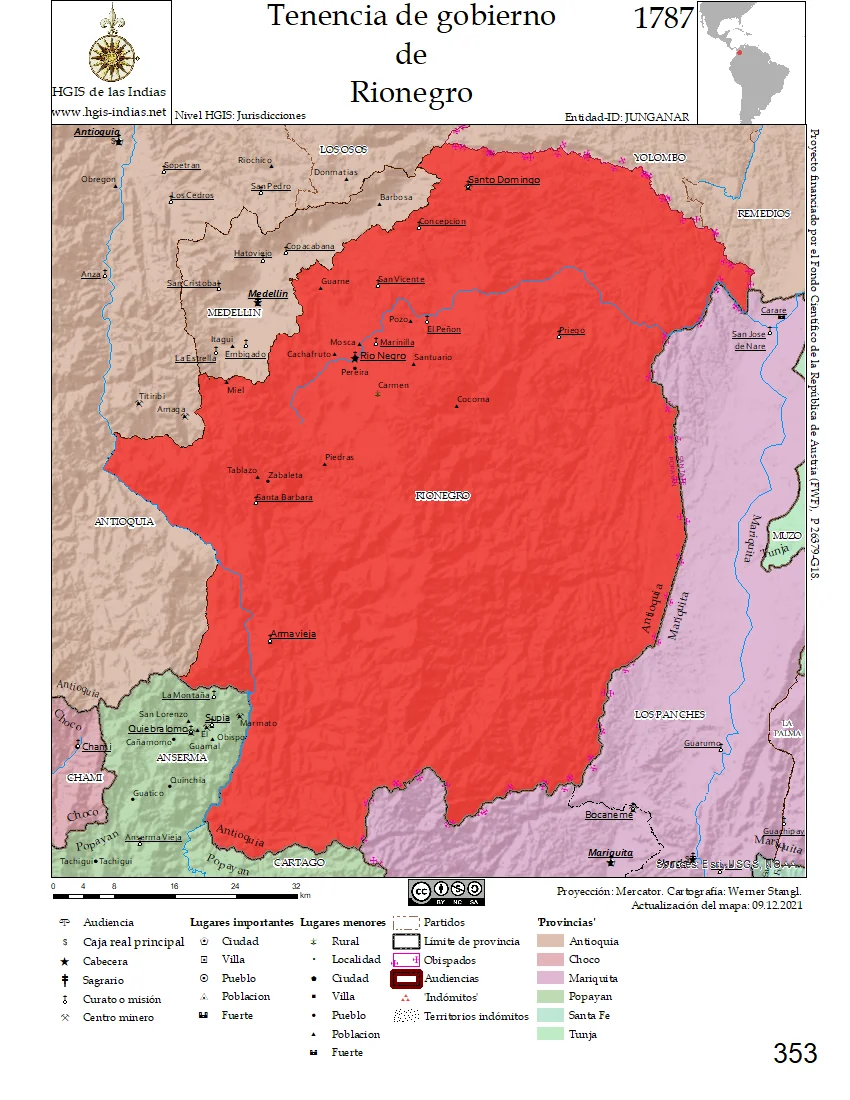 Tenencia de gobierno
de
Rionegro
1787
HGIS de las Indias
www.hgis-indias.net
Nivel HGIS: Jurisdicciones
Entidad-ID: JUNGANAR
Proyecto financiado por el Fondo Científico de la República de Austria (FWF), P 26379-G18.
Antioquia
LOS OSOS
YOLOMBO
Sopetran
Riochico
Donmatias
Obregon
San Pedro
Santo Domingo
Los Cedros
Barbosa
REMEDIOS
Concepcion
Copacabana
Hatoviejo
Anza
San Cristobal
Guarne
San Vicente
Medellin
MEDELLIN
Carare
Pozo
El Peñon
Priego
San Jose
de Nare
Itagui
Mosca
Marinilla
La Estrella
Embigado
Cachafruto
Rio Negro
Santuario
Pereira
Miel
Carmen
Titiribi
Amaga
Cocorna
Piedras
Tablazo
Zabaleta
Santa Barbara
RIONEGRO
ANTIOQUIA
Mariquita
MUZO
Tunja
Antioquia
Mariquita
Armavieja
Antioquia
La Montaña
Choco
San Lorenzo
Supia
Marmato
Quiebralomo
El
Obispo
Cañamomo
Guamal
Chami
ANSERMA
LOS PANCHES
LA
PALMA
Guarumo
CHAMI
Quinchia
Guatico
Choco
Popayan
Anserma Vieja
Antioquia
Bocaneme
Guachipay
Mariquita
Tachigui
Tachigui
Popayan
CARTAGO
Mariquita
0 4 8 16 24 32
km
Proyección: Mercator. Cartografía: Werner Stangl.
Actualización del mapa: 09.12.2021
BY NC SA
Audiencia
Caja real principal
Cabecera
Sagrario
Curato o misión
Centro minero
Lugares importantes
Ciudad
Villa
Pueblo
Poblacion
Fuerte
Lugares menores
Rural
Localidad
Ciudad
Villa
Pueblo
Poblacion
Fuerte
Partidos
Límite de provincia
Obispados
Audiencias
'Indómitos'
Territorios indómitos
'Provincias'
Antioquia
Choco
Mariquita
Popayan
Santa Fe
Tunja
353